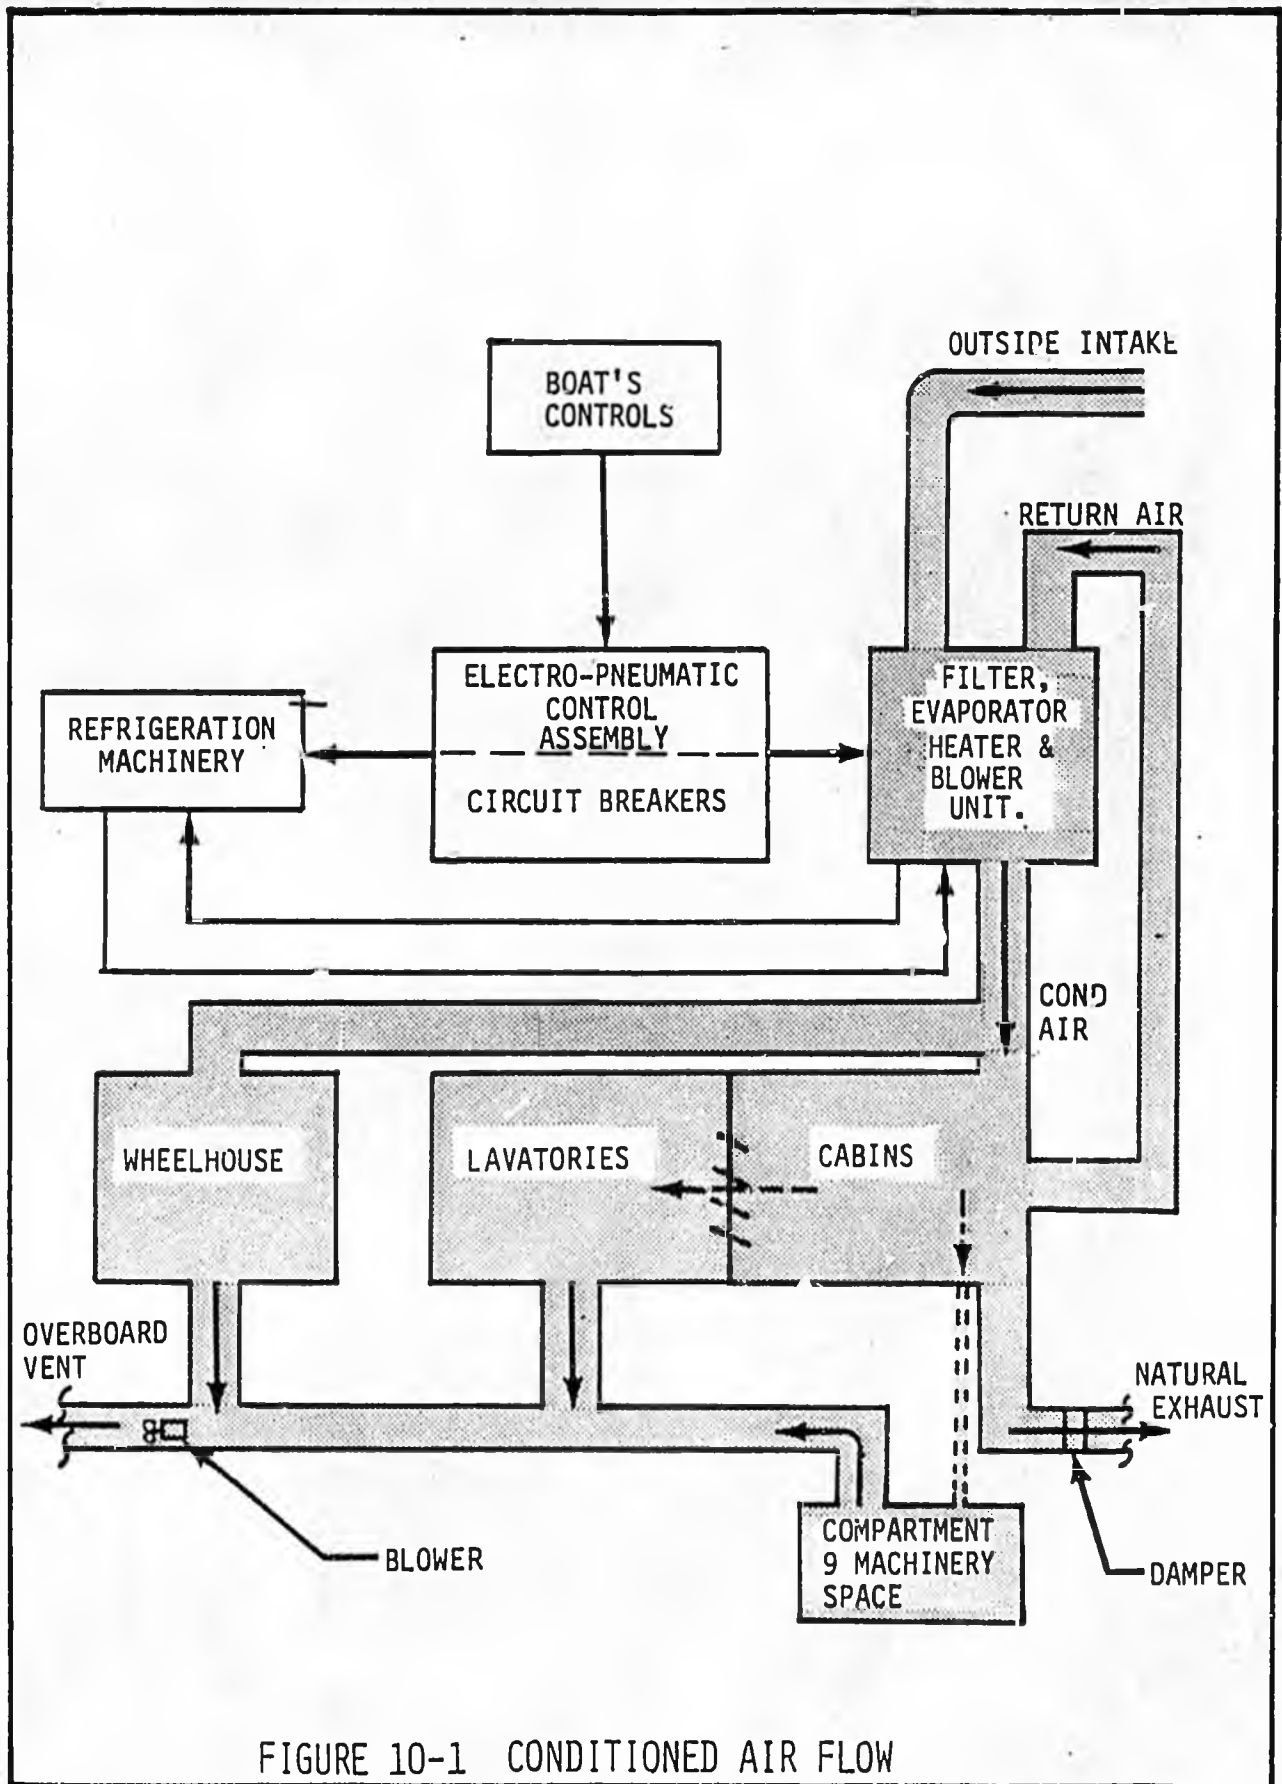 OUTSIDE INTAKE
BOAT'S
CONTROLS
RETURN AIR
ELECTRO-PNEUMATIC
CONTROL
ASSEMBLY
CIRCUIT BREAKERS
REFRIGERATION
MACHINERY
FILTER,
EVAPORATOR
HEATER &
BLOWER
UNIT.
COND
AIR
WHEELHOUSE
LAVATORIES
CABINS
OVERBOARD
VENT
NATURAL
EXHAUST
BLOWER
COMPARTMENT
9 MACHINERY
SPACE
DAMPER
FIGURE 10-1 CONDITIONED AIR FLOW